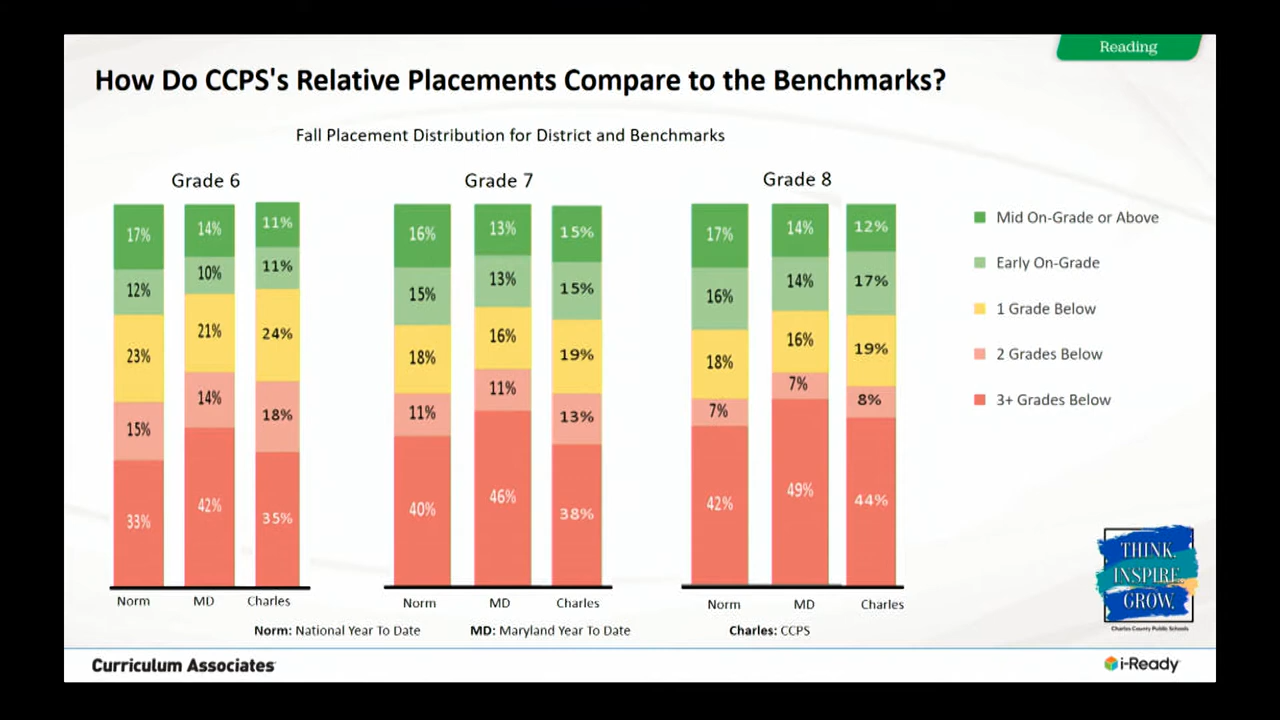 Reading
How Do CCPS's Relative Placements Compare to the Benchmarks?
Fall Placement Distribution for District and Benchmarks
Grade 6
17%
12%
23%
15%
33%
14%
10%
21%
14%
42%
11%
11%
24%
18%
35%
Norm MD Charles
Grade 7
16%
15%
18%
11%
40%
13%
13%
16%
11%
46%
15%
15%
19%
13%
38%
Norm MD Charles
Grade 8
17%
16%
18%
7%
42%
14%
14%
16%
7%
49%
12%
17%
19%
8%
44%
Norm MD Charles
Mid On-Grade or Above
Early On-Grade
1 Grade Below
2 Grades Below
3+ Grades Below
Norm: National Year To Date MD: Maryland Year To Date Charles: CCPS
THINK.
INSPIRE.
GROW.
Charles County Public Schools
Curriculum Associates
i-Ready